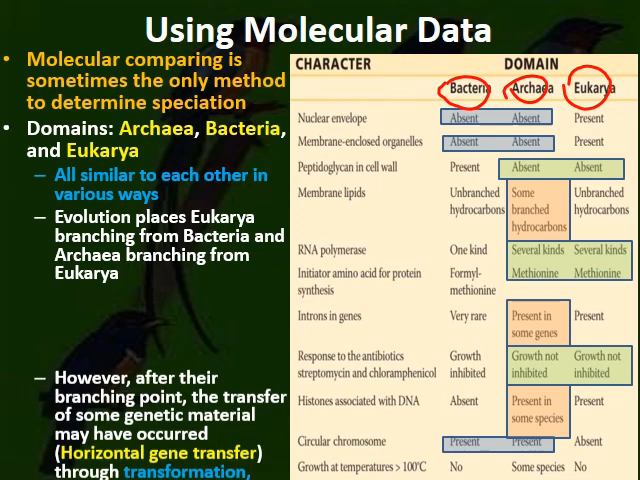 Using Molecular Data
• Molecular comparing is
sometimes the only method
to determine speciation
• Domains: Archaea, Bacteria,
and Eukarya
– All similar to each other in
various ways
– Evolution places Eukarya
branching from Bacteria and
Archaea branching from
Eukarya
– However, after their
branching point, the transfer
of some genetic material
may have occurred
(Horizontal gene transfer)
through transformation,
CHARACTER DOMAIN
Bacteria Archaea Eukarya
Nuclear envelope Absent Absent Present
Membrane-enclosed organelles Absent Absent Present
Peptidoglycan in cell wall Present Absent Absent
Membrane lipids Unbranched Some Unbranched
hydrocarbons branched hydrocarbons
hydrocarbons
RNA polymerase One kind Several kinds Several kinds
Initiator amino acid for protein Formyl- Methionine Methionine
synthesis methionine
Introns in genes Very rare Present in Present
some genes
Response to the antibiotics Growth Growth not Growth not
streptomycin and chloramphenicol inhibited inhibited inhibited
Histones associated with DNA Absent Present in Present
some species
Circular chromosome Present Present Absent
Growth at temperatures > 100°C No Some species No